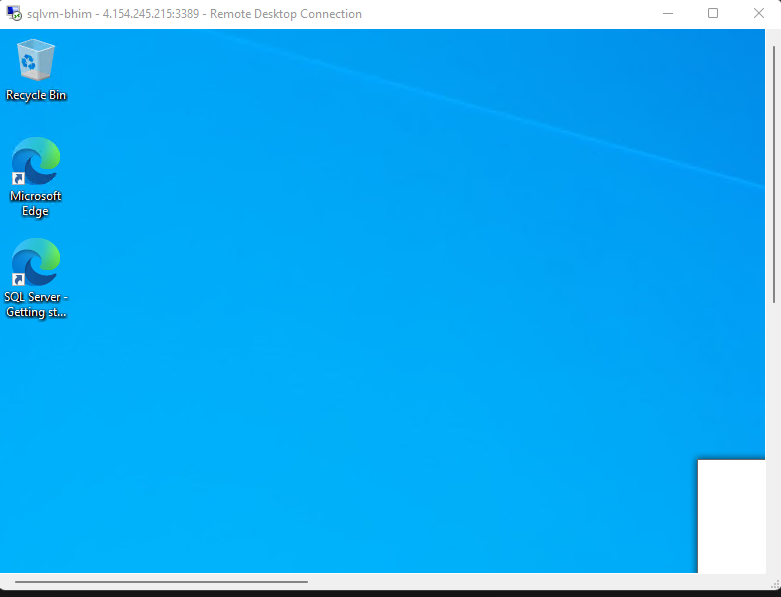 sqlvm-bhim - 4.154.245.215:3389 - Remote Desktop Connection
Recycle Bin
Microsoft
Edge
SQL Server -
Getting st...